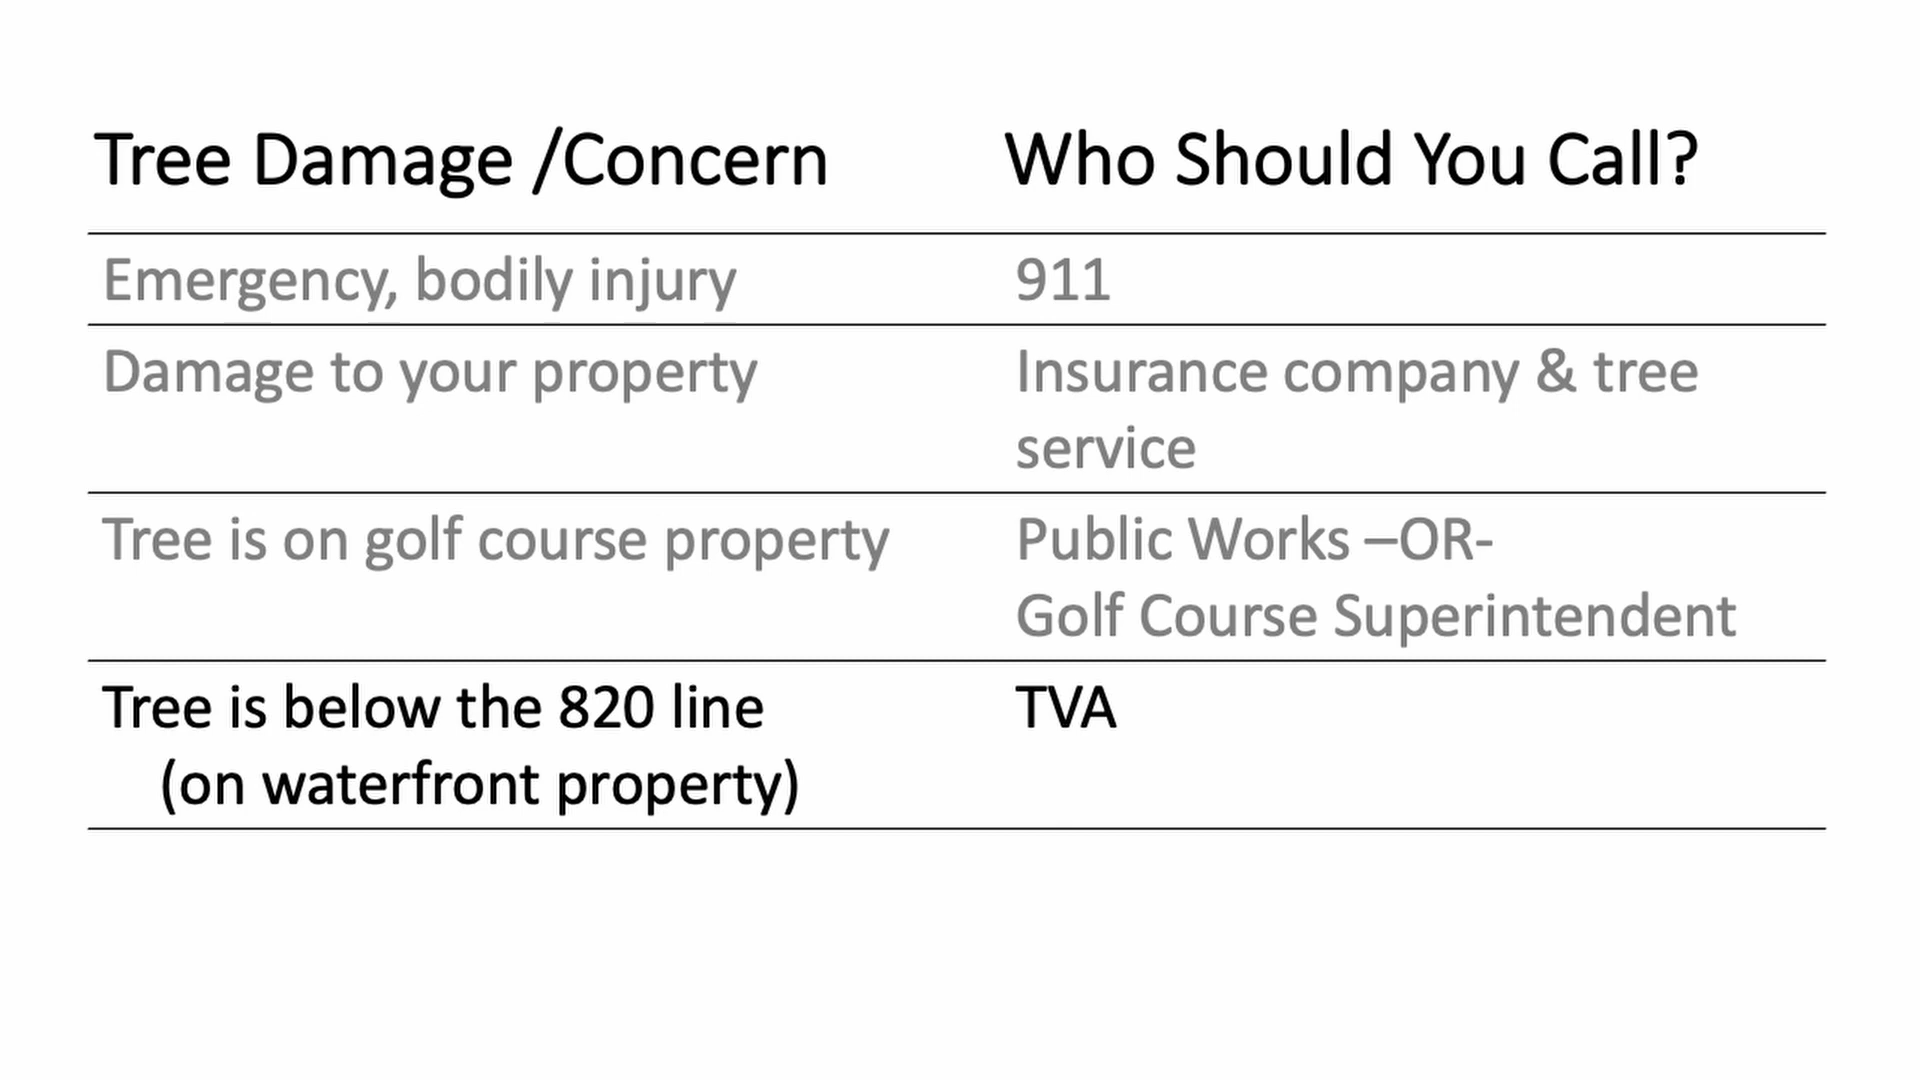 Tree Damage /Concern
Who Should You Call?
Emergency, bodily injury
911
Damage to your property
Insurance company & tree
service
Tree is on golf course property
Public Works –OR-
Golf Course Superintendent
Tree is below the 820 line
(on waterfront property)
TVA